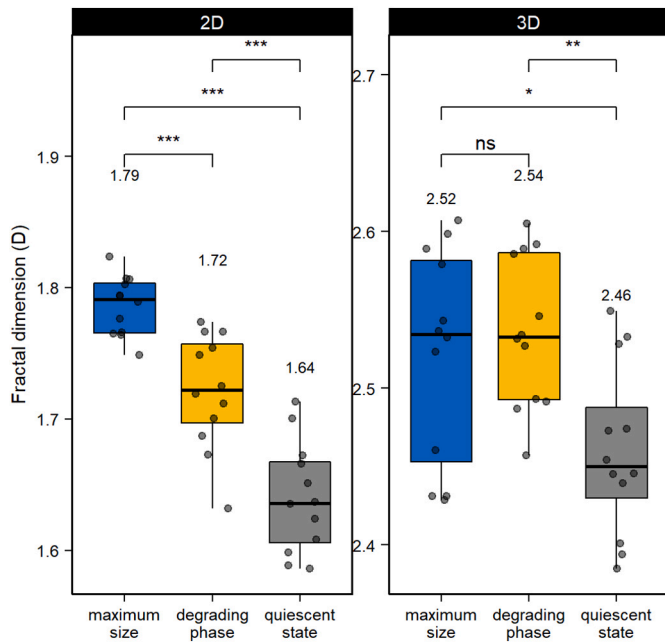 2D
3D
Fractal dimension (D)
1.9
1.8
1.7
1.6
***
***
***
1.79
1.72
1.64
maximum
size
degrading
phase
quiescent
state
2.7
2.6
2.5
2.4
**
*
ns
2.52
2.54
2.46
maximum
size
degrading
phase
quiescent
state